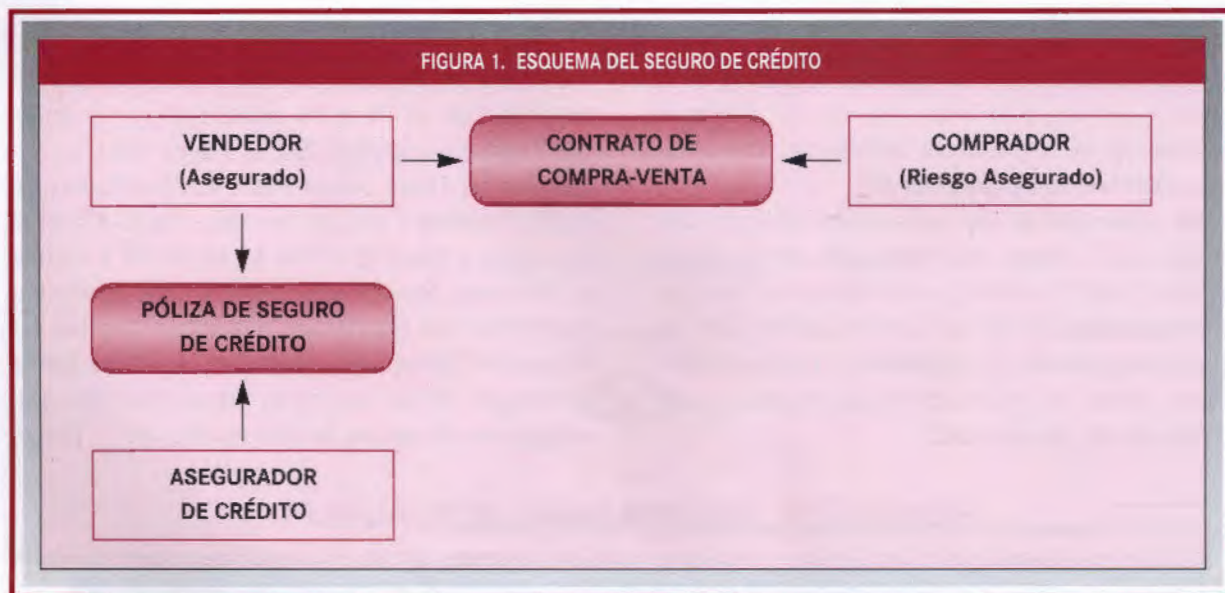 FIGURA 1. ESQUEMA DEL SEGURO DE CRÉDITO
VENDEDOR
(Asegurado)
CONTRATO DE
COMPRA-VENTA
COMPRADOR
(Riesgo Asegurado)
PÓLIZA DE SEGURO
DE CRÉDITO
ASEGURADOR
DE CRÉDITO